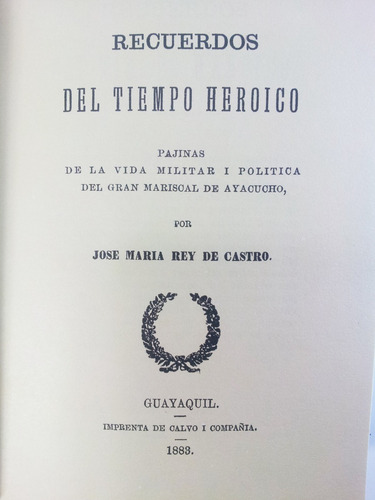 RECUERDOS
DEL TIEMPO HEROICO
PAJINAS
DE LA VIDA MILITAR I POLITICA
DEL GRAN MARISCAL DE AYACUCHO,
POR
JOSE MARIA REY DE CASTRO.
GUAYAQUIL.
IMPRENTA DE CALVO I COMPAÑIA.
1883.